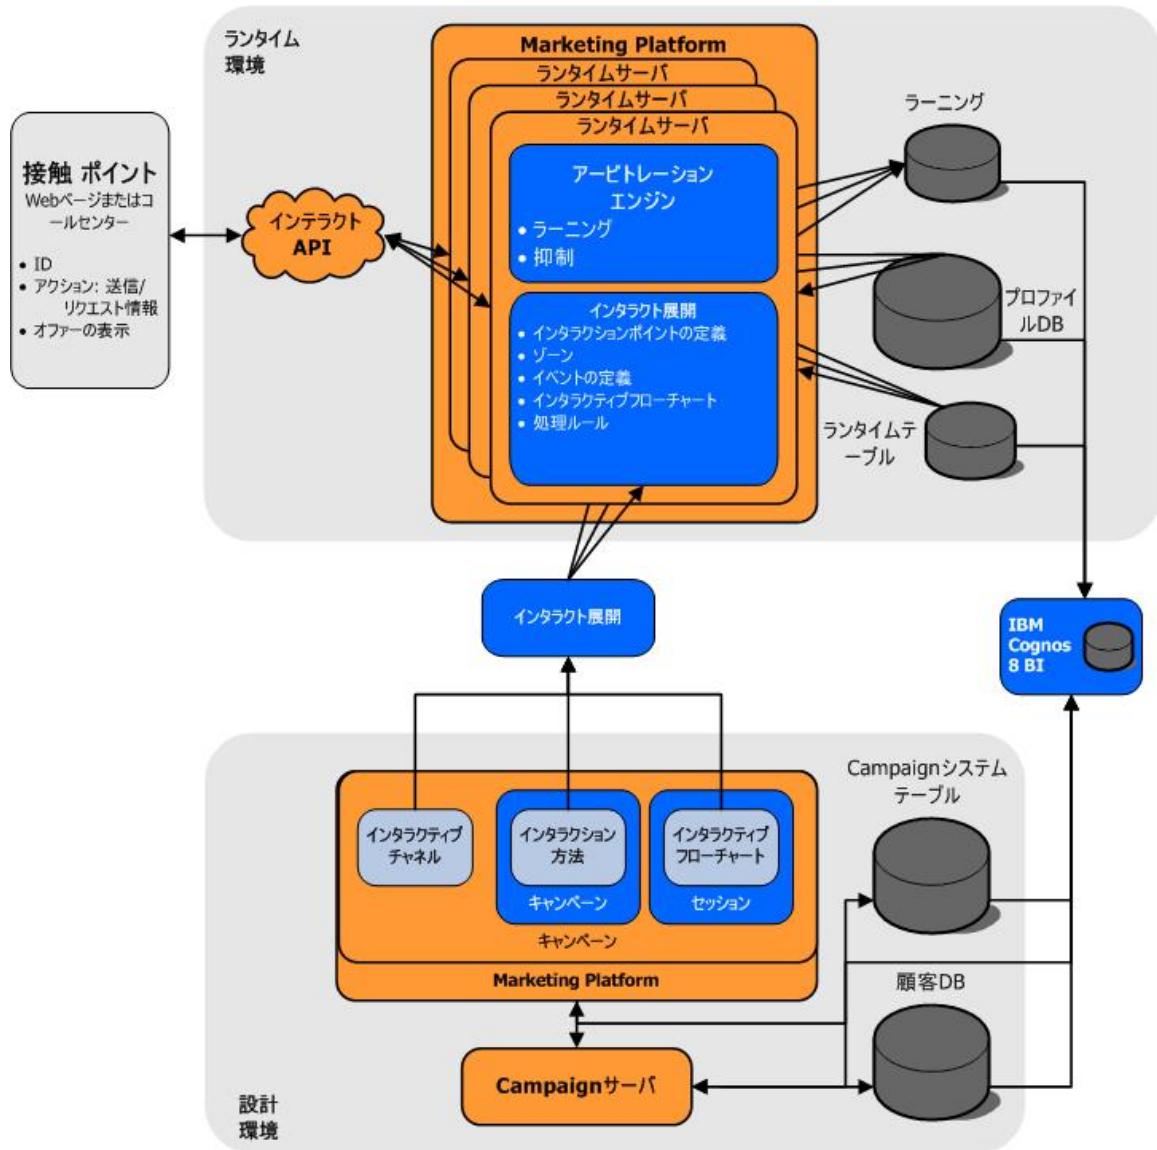 ランタイム
環境
Marketing Platform
ランタイムサーバ
ランタイムサーバ
ランタイムサーバ
アービトレーション
エンジン
• ラーニング
• 抑制
インタラクト展開
• インタラクションポイントの定義
• ゾーン
• イベントの定義
• インタラクティブフローチャート
• 処理ルール
接触 ポイント
Webページまたはコ
ールセンター
• ID
• アクション: 送信/
リクエスト情報
• オファーの表示
インテラクト
API
ラーニング
プロファイ
ルDB
ランタイムテ
ーブル
インタラクト展開
IBM
Cognos
8 BI
Campaignシステム
テーブル
インタラクティブ
チャネル
インタラクション
方法
キャンペーン
インタラクティブ
フローチャート
セッション
キャンペーン
Marketing Platform
顧客DB
Campaignサーバ
設計
環境